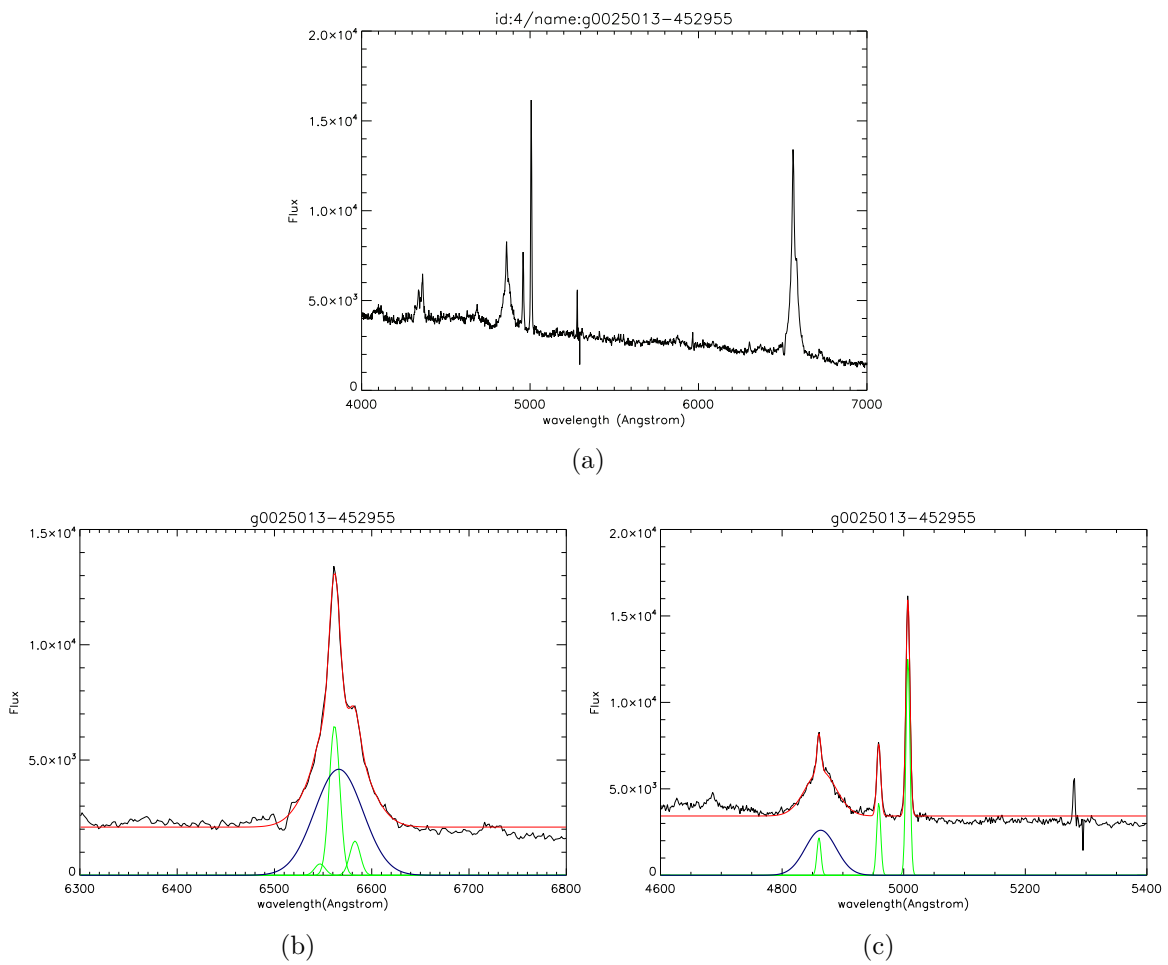 id:4/name:g0025013-452955
2.0×10⁴
1.5×10⁴
1.0×10⁴
5.0×10³
0
Flux
4000 5000 6000 7000
wavelength (Angstrom)
(a)
g0025013-452955
1.5×10⁴
1.0×10⁴
5.0×10³
0
Flux
6300 6400 6500 6600 6700 6800
wavelength(Angstrom)
(b)
g0025013-452955
2.0×10⁴
1.5×10⁴
1.0×10⁴
5.0×10³
0
Flux
4600 4800 5000 5200 5400
wavelength(Angstrom)
(c)